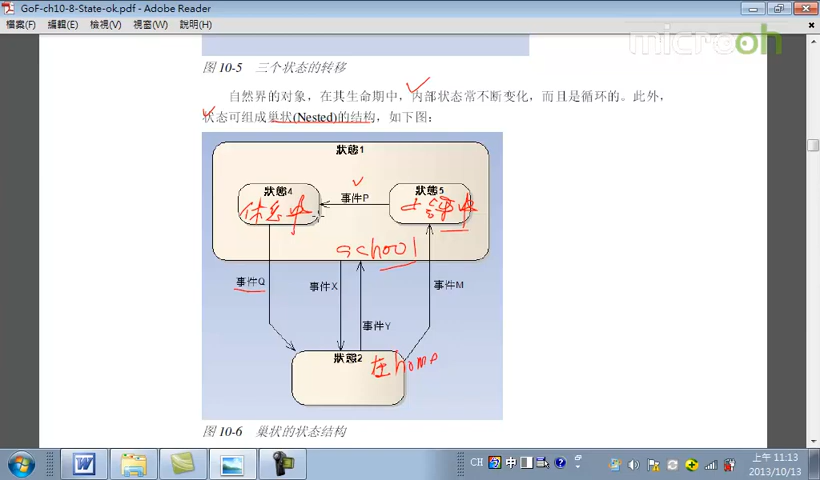 GoF-ch10-8-State-ok.pdf - Adobe Reader
檔案(F) 編輯(E) 檢視(V) 視窗(W) 說明(H)
microoh
图 10-5 三个状态的转移
自然界的对象，在其生命期中，内部状态常不断变化，而且是循环的。此外，
状态可组成巢状(Nested)的结构，如下图：
狀態1
狀態4
事件P
狀態5
休息中
上課中
school
事件Q
事件X
事件M
事件Y
狀態2
在home
图 10-6 巢状的状态结构
CH 中
上午 11:13
2013/10/13